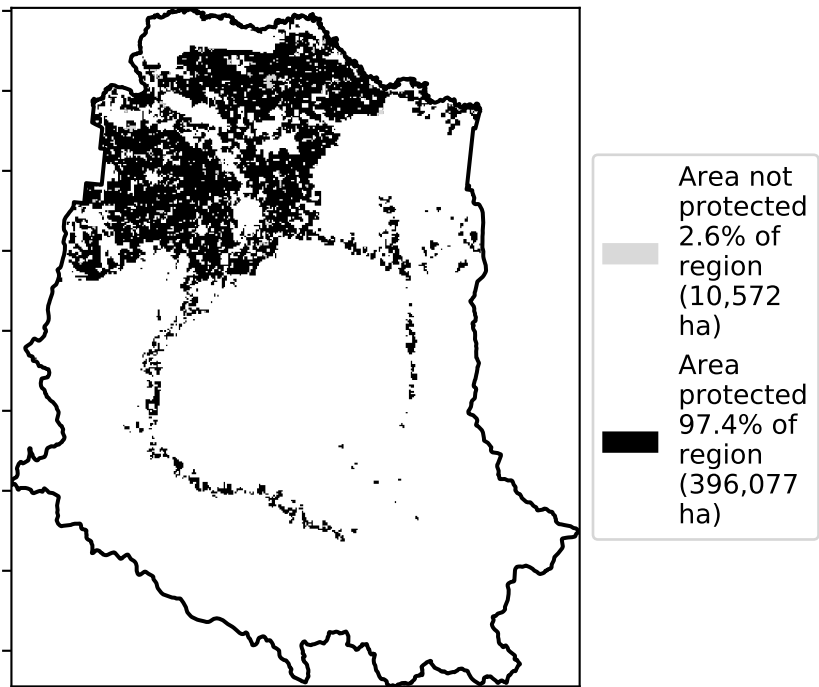 Area not
protected
2.6% of
region
(10,572
ha)
Area
protected
97.4% of
region
(396,077
ha)